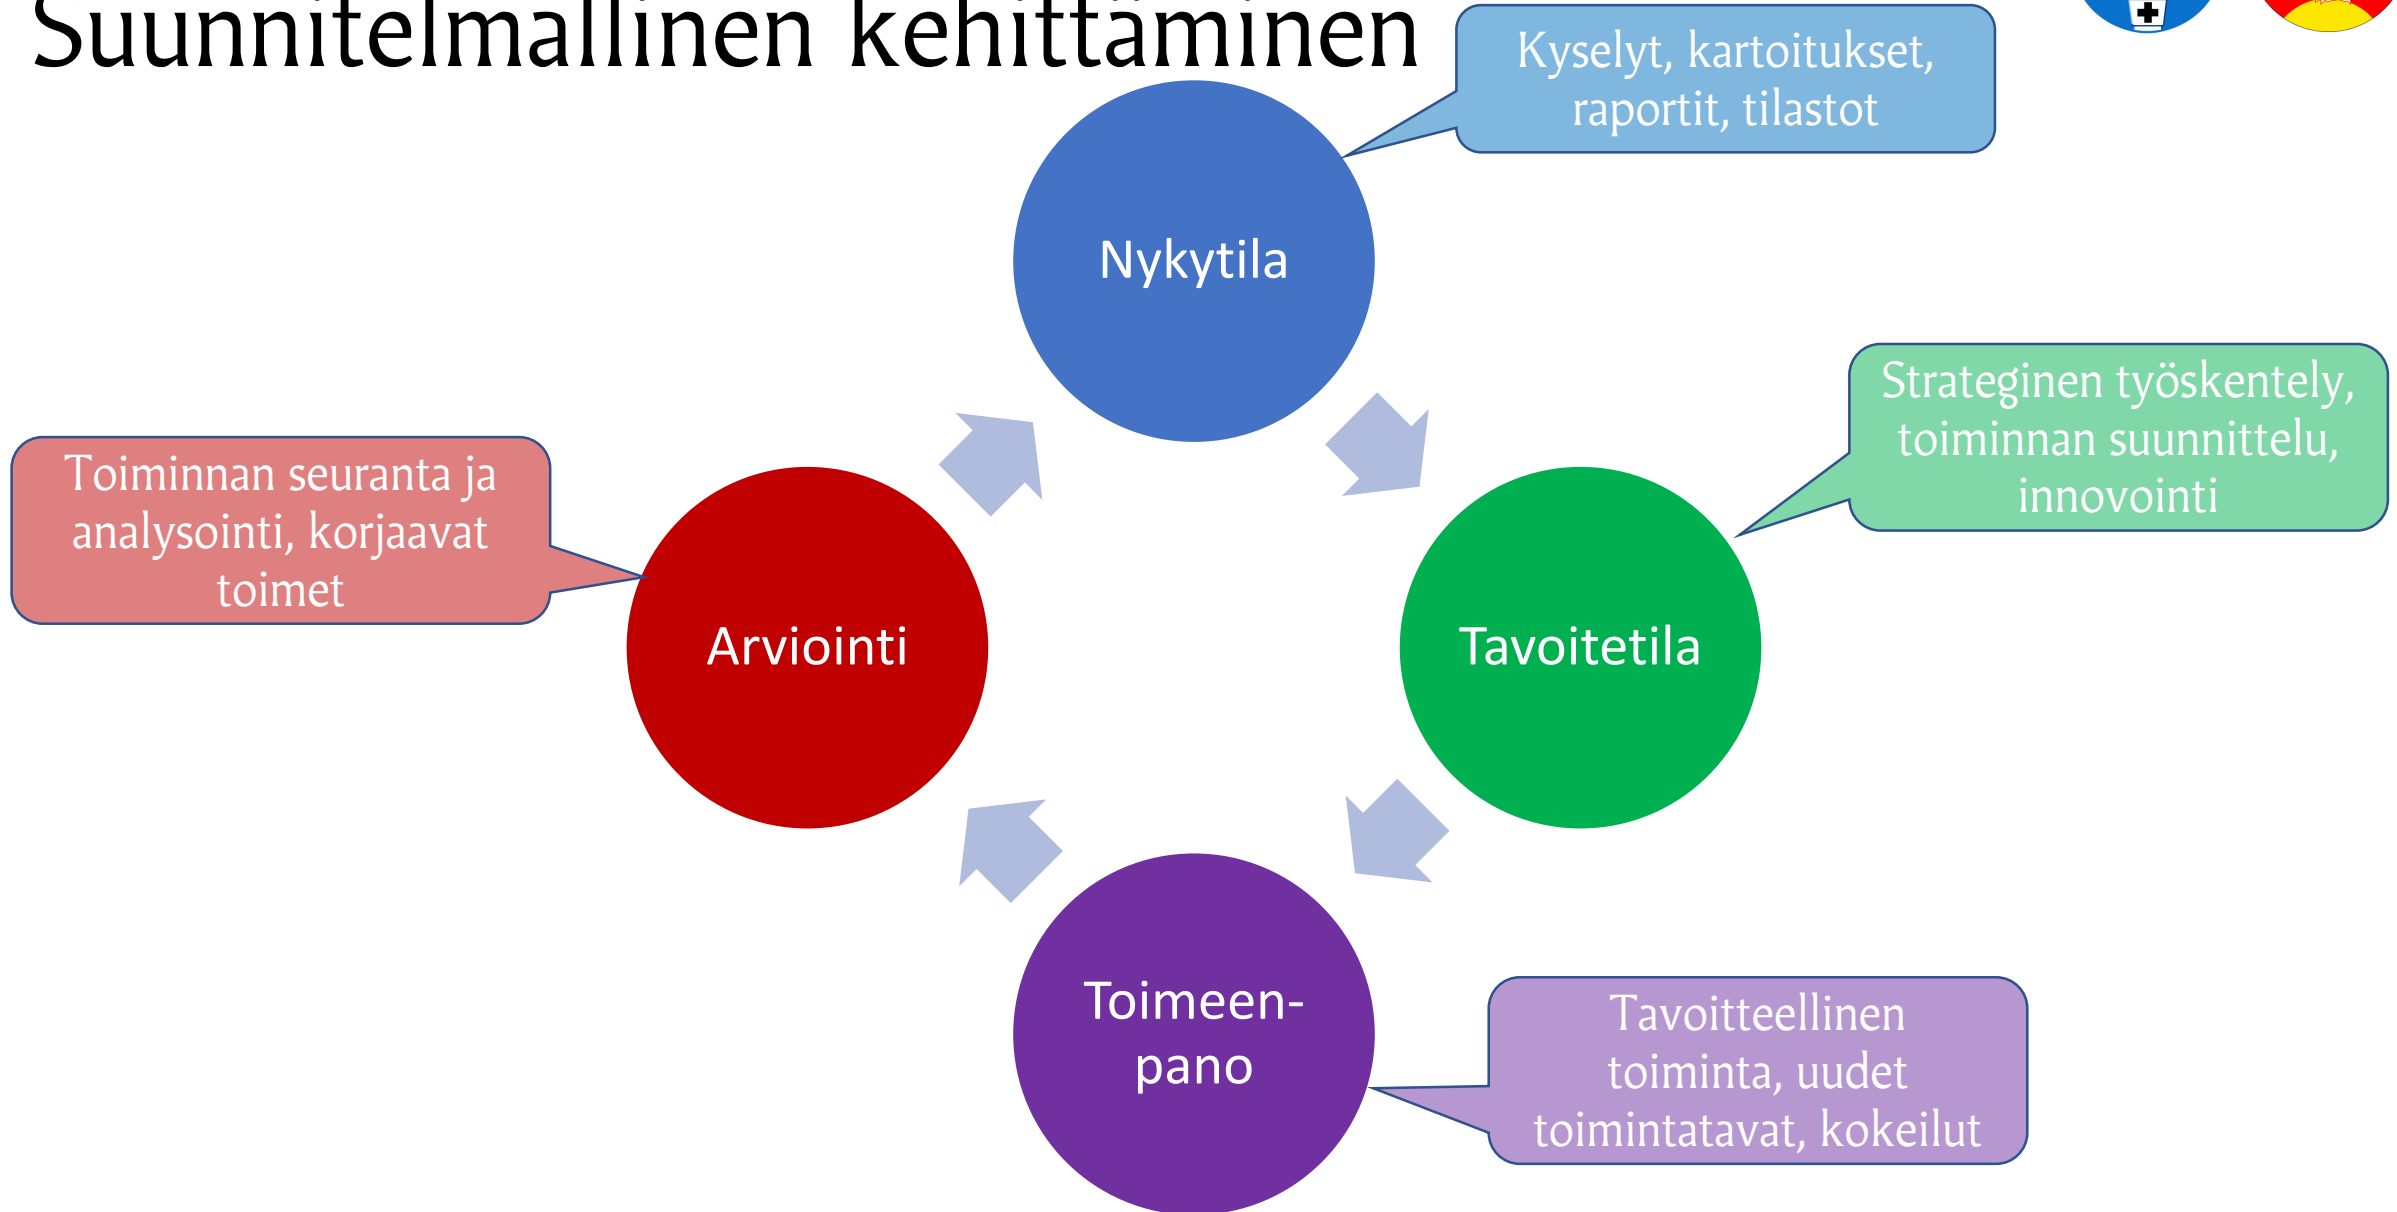 Suunnitelmallinen kehittäminen
Kyselyt, kartoitukset,
raportit, tilastot
Nykytila
Strateginen työskentely,
toiminnan suunnittelu,
innovointi
Toiminnan seuranta ja
analysointi, korjaavat
toimet
Arviointi
Tavoitetila
Toimeen-
pano
Tavoitteellinen
toiminta, uudet
toimintatavat, kokeilut